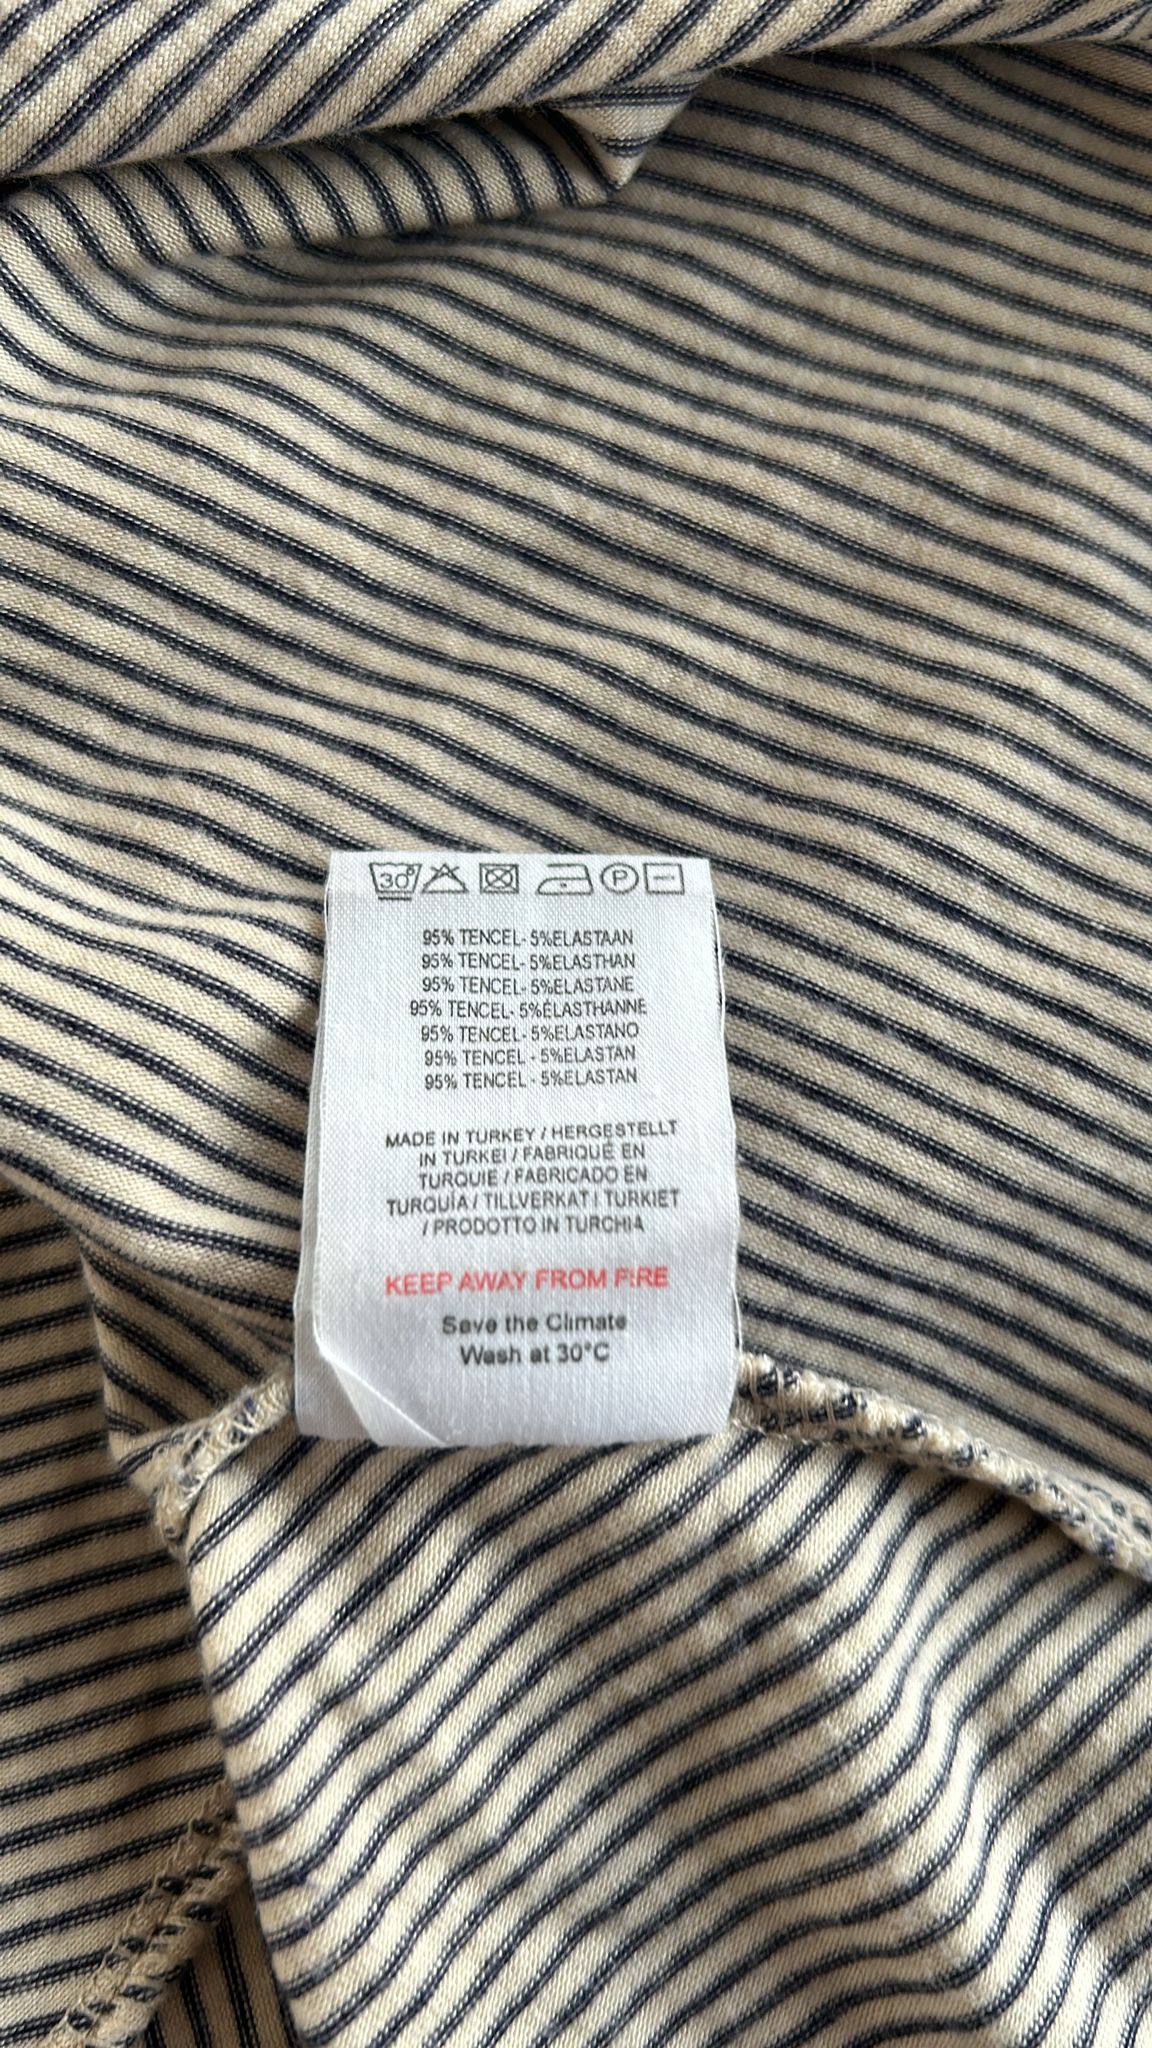 30° P
95% TENCEL- 5%ELASTAAN
95% TENCEL- 5%ELASTHAN
95% TENCEL- 5%ELASTANE
95% TENCEL- 5%ÉLASTHANNE
95% TENCEL- 5%ELASTANO
95% TENCEL - 5%ELASTAN
95% TENCEL - 5%ELASTAN
MADE IN TURKEY / HERGESTELLT
IN TURKEI / FABRIQUÉ EN
TURQUIE / FABRICADO EN
TURQUÍA / TILLVERKAT I TURKIET
/ PRODOTTO IN TURCHIA
KEEP AWAY FROM FIRE
Save the Climate
Wash at 30°C